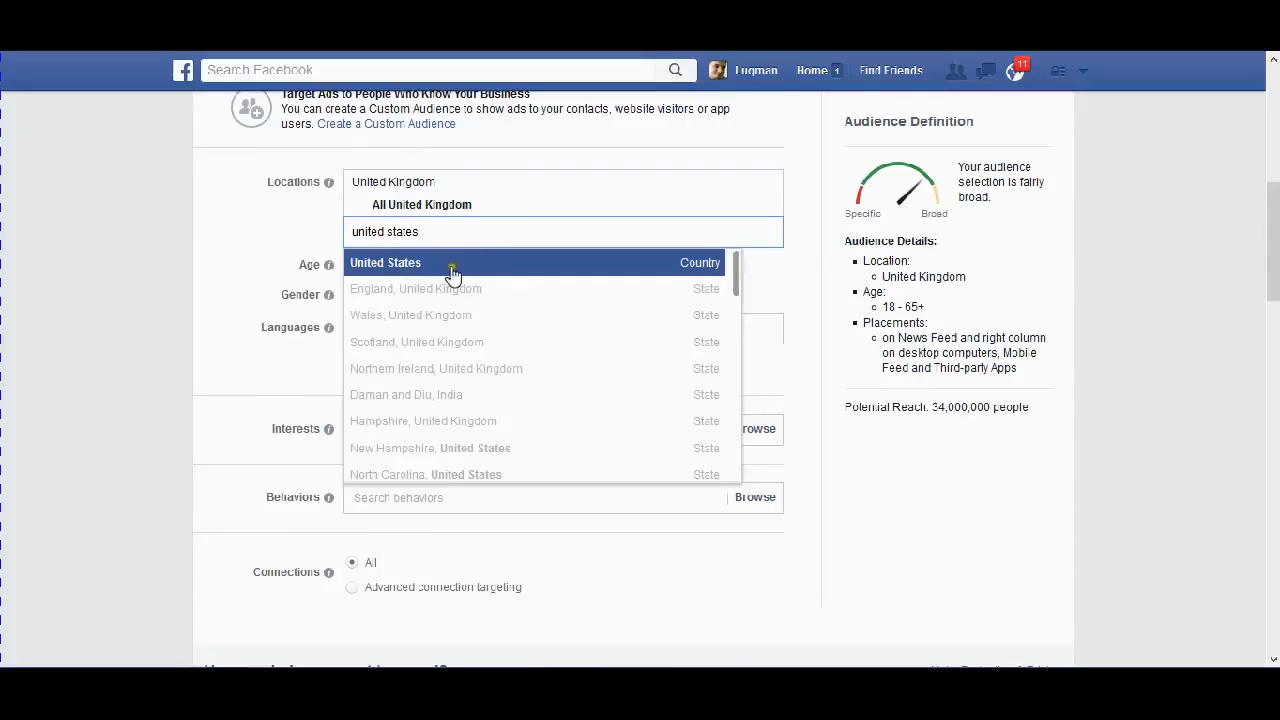 Search Facebook
Luqman
Home 1
Find Friends
11
Target Ads to People Who Know Your Business
You can create a Custom Audience to show ads to your contacts, website visitors or app
users. Create a Custom Audience
Locations
United Kingdom
All United Kingdom
united states
United States Country
England, United Kingdom State
Wales, United Kingdom State
Scotland, United Kingdom State
Northern Ireland, United Kingdom State
Daman and Diu, India State
Hampshire, United Kingdom State
New Hampshire, United States State
North Carolina, United States State
Age
Gender
Languages
Interests
rowse
Behaviors
Search behaviors
Browse
Connections
All
Advanced connection targeting
Audience Definition
Specific
Broad
Your audience
selection is fairly
broad.
Audience Details:
Location:
United Kingdom
Age:
18 - 65+
Placements:
on News Feed and right column
on desktop computers, Mobile
Feed and Third-party Apps
Potential Reach: 34,000,000 people